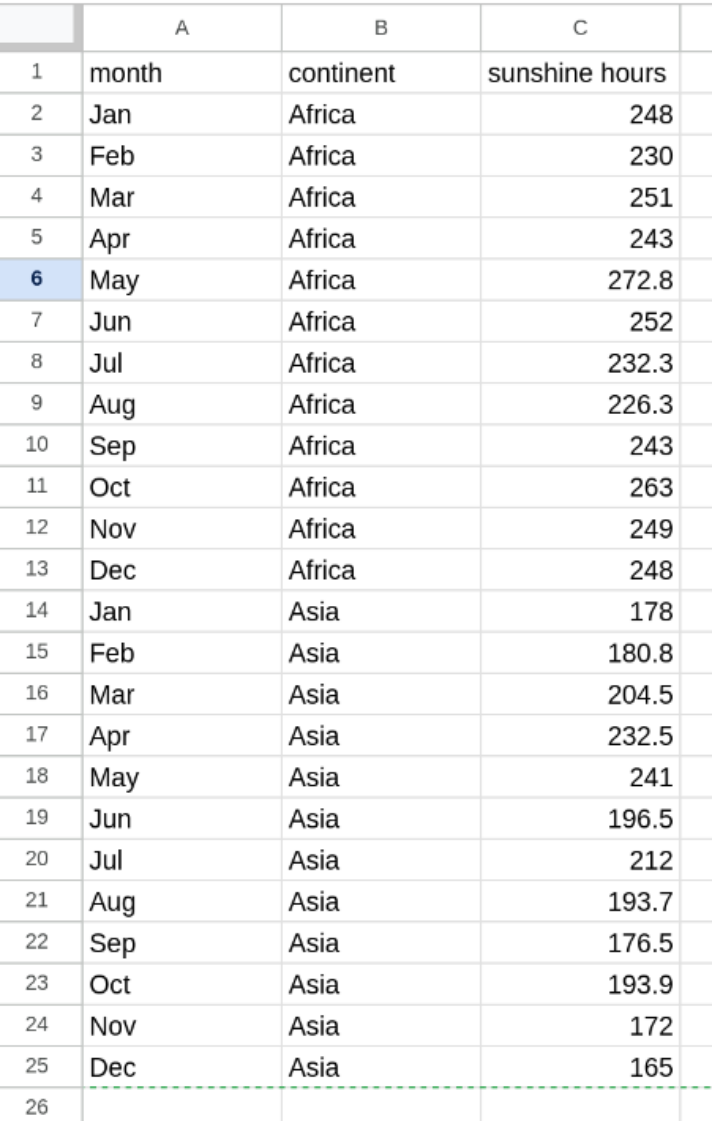 A B C
1 month continent sunshine hours
2 Jan Africa 248
3 Feb Africa 230
4 Mar Africa 251
5 Apr Africa 243
6 May Africa 272.8
7 Jun Africa 252
8 Jul Africa 232.3
9 Aug Africa 226.3
10 Sep Africa 243
11 Oct Africa 263
12 Nov Africa 249
13 Dec Africa 248
14 Jan Asia 178
15 Feb Asia 180.8
16 Mar Asia 204.5
17 Apr Asia 232.5
18 May Asia 241
19 Jun Asia 196.5
20 Jul Asia 212
21 Aug Asia 193.7
22 Sep Asia 176.5
23 Oct Asia 193.9
24 Nov Asia 172
25 Dec Asia 165
26